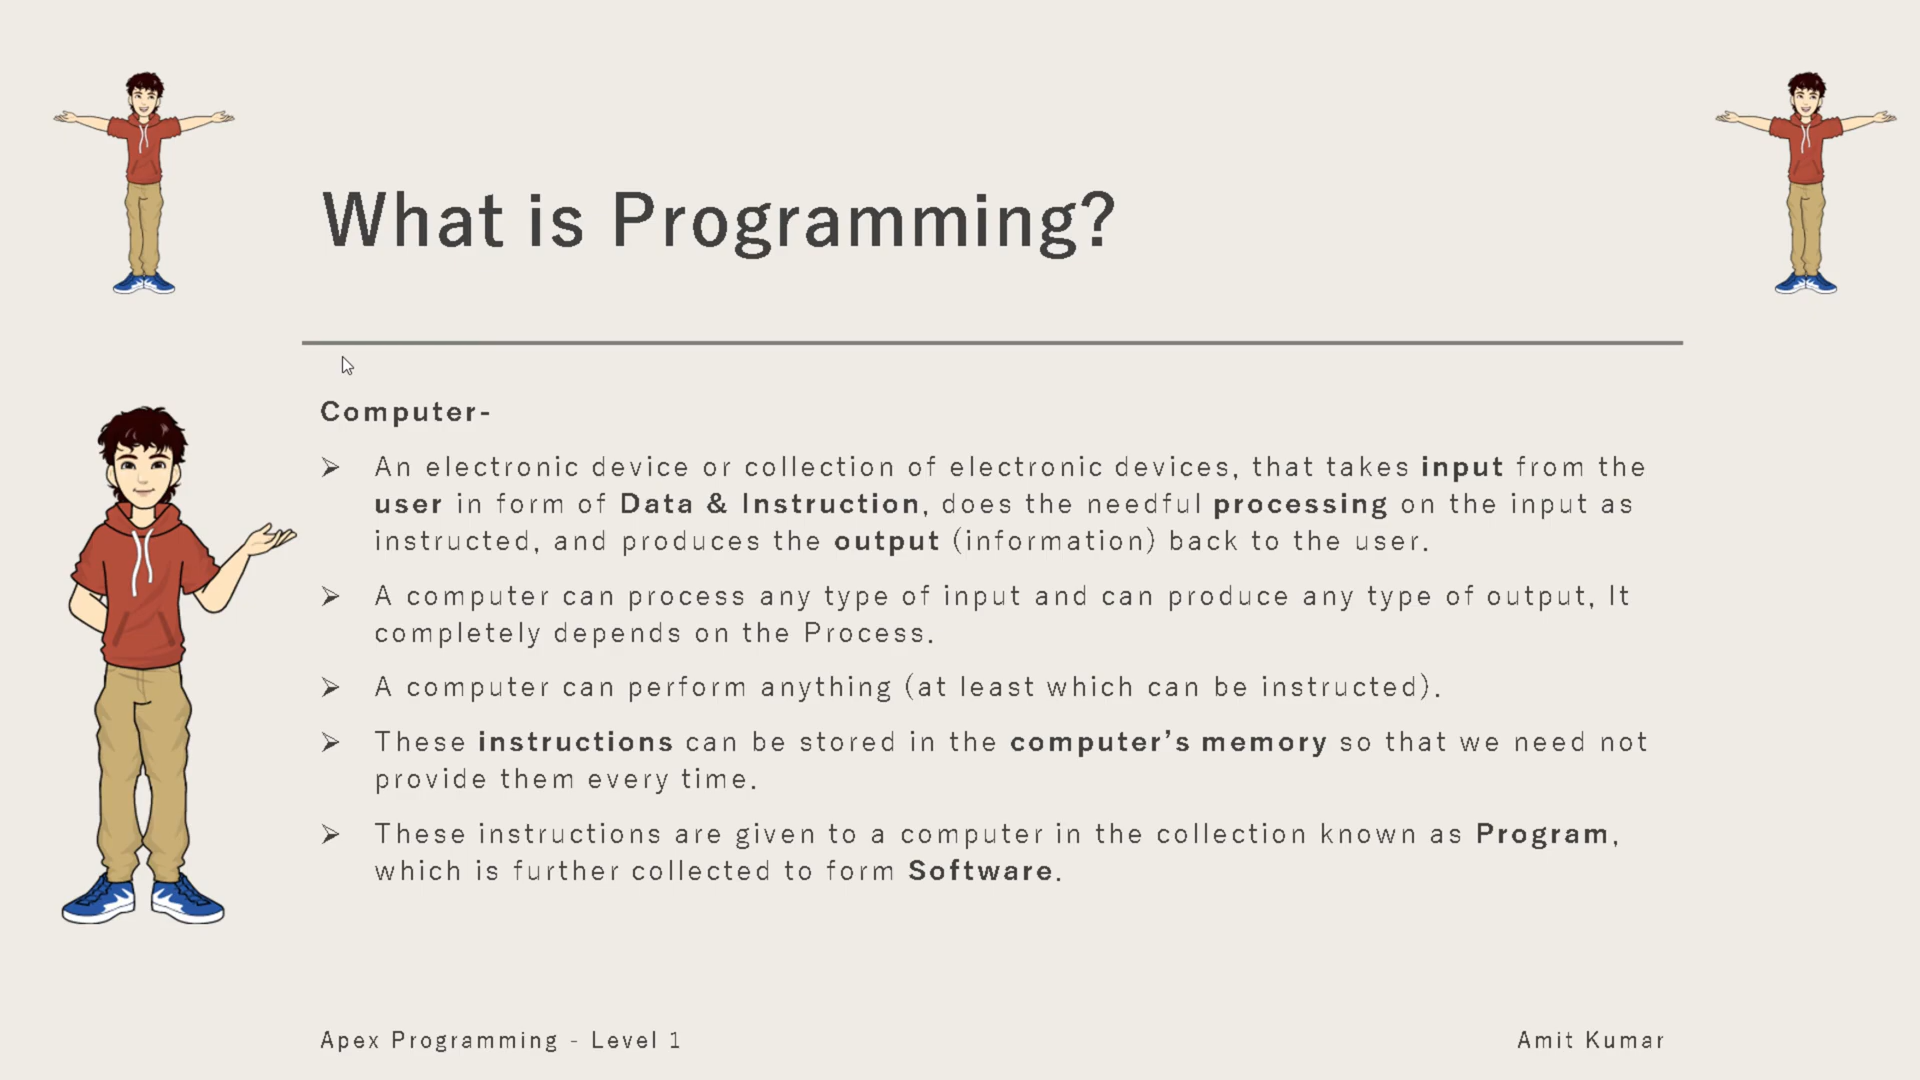 What is Programming?
Computer-
➢ An electronic device or collection of electronic devices, that takes input from the
user in form of Data & Instruction, does the needful processing on the input as
instructed, and produces the output (information) back to the user.
➢ A computer can process any type of input and can produce any type of output, It
completely depends on the Process.
➢ A computer can perform anything (at least which can be instructed).
➢ These instructions can be stored in the computer’s memory so that we need not
provide them every time.
➢ These instructions are given to a computer in the collection known as Program,
which is further collected to form Software.
Apex Programming - Level 1
Amit Kumar